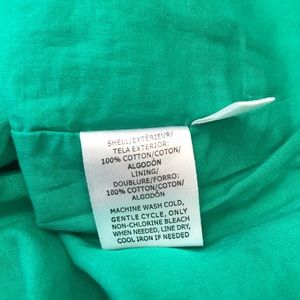 SHELL/EXTÉRIEUR/
TELA EXTERIOR:
100% COTTON/COTON/
ALGODÓN
LINING/
DOUBLURE/FORRO:
100% COTTON/COTON/
ALGODÓN
MACHINE WASH COLD,
GENTLE CYCLE, ONLY
NON-CHLORINE BLEACH
WHEN NEEDED, LINE DRY,
COOL IRON IF NEEDED